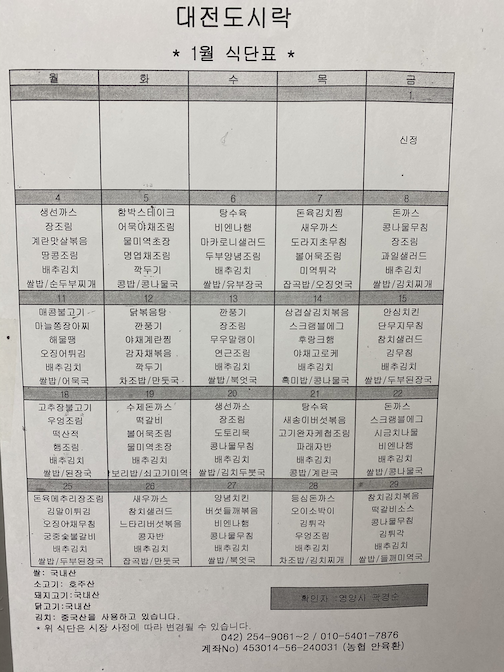 대전도시락
* 1월 식단표 *
월 화 수 목 금
1
신정
4 5 6 7 8
생선까스 함박스테이크 탕수육 돈육김치찜 돈까스
장조림 어묵야채조림 비엔나햄 새우까스 콩나물무침
계란맛살볶음 물미역초장 마카로니샐러드 도라지초무침 장조림
땅콩조림 명엽채조림 두부양념조림 볼어묵조림 과일샐러드
배추김치 깍두기 배추김치 미역튀각 배추김치
쌀밥/순두부찌개 콩밥/콩나물국 쌀밥/유부장국 잡곡밥/오징엇국 쌀밥/김치찌개
11 12 13 14 15
매콤불고기 닭볶음탕 깐풍기 삼겹살김치볶음 안심치킨
마늘쫑장아찌 깐풍기 장조림 스크램블에그 단무지무침
해물땡 야채계란찜 무우말랭이 후랑크햄 참치샐러드
오징어튀김 감자채볶음 연근조림 야채고로케 김무침
배추김치 깍두기 배추김치 배추김치 배추김치
쌀밥/어묵국 차조밥/만둣국 쌀밥/북엇국 흑미밥/콩나물국 쌀밥/두부된장국
18 19 20 21 22
고추장불고기 수제돈까스 생선까스 탕수육 돈까스
우엉조림 떡갈비 장조림 새송이버섯볶음 스크램블에그
떡산적 볼어묵조림 도토리묵 고기완자케첩조림 시금치나물
햄조림 물미역초장 콩나물무침 파래자반 비엔나햄
배추김치 배추김치 배추김치 배추김치 배추김치
쌀밥/된장국 보리밥/쇠고기미역 쌀밥/김치두붓국 콩밥/계란국 쌀밥/콩나물국
25 26 27 28 29
돈육메추리장조림 새우까스 양념치킨 등심돈까스 참치김치볶음
김말이튀김 참치샐러드 버섯들깨볶음 오이소박이 떡갈비소스
오징어채무침 느타리버섯볶음 비엔나햄 김튀각 콩나물무침
궁중숯불갈비 콩자반 콩나물무침 우엉조림 김튀각
배추김치 배추김치 배추김치 배추김치 배추김치
쌀밥/두부된장국 잡곡밥/만둣국 쌀밥/북엇국 차조밥/김치찌개 쌀밥/들깨미역국
쌀: 국내산
소고기: 호주산
돼지고기:국내산
닭고기:국내산
확인자 :영양사
김치: 중국산을 사용하고 있습니다.
* 위 식단은 시장 사정에 따라 변경될 수 있습니다.
042) 254-9061~2 / 010-5401-7876
계좌No) 453014-56-240031 (농협 안육환)